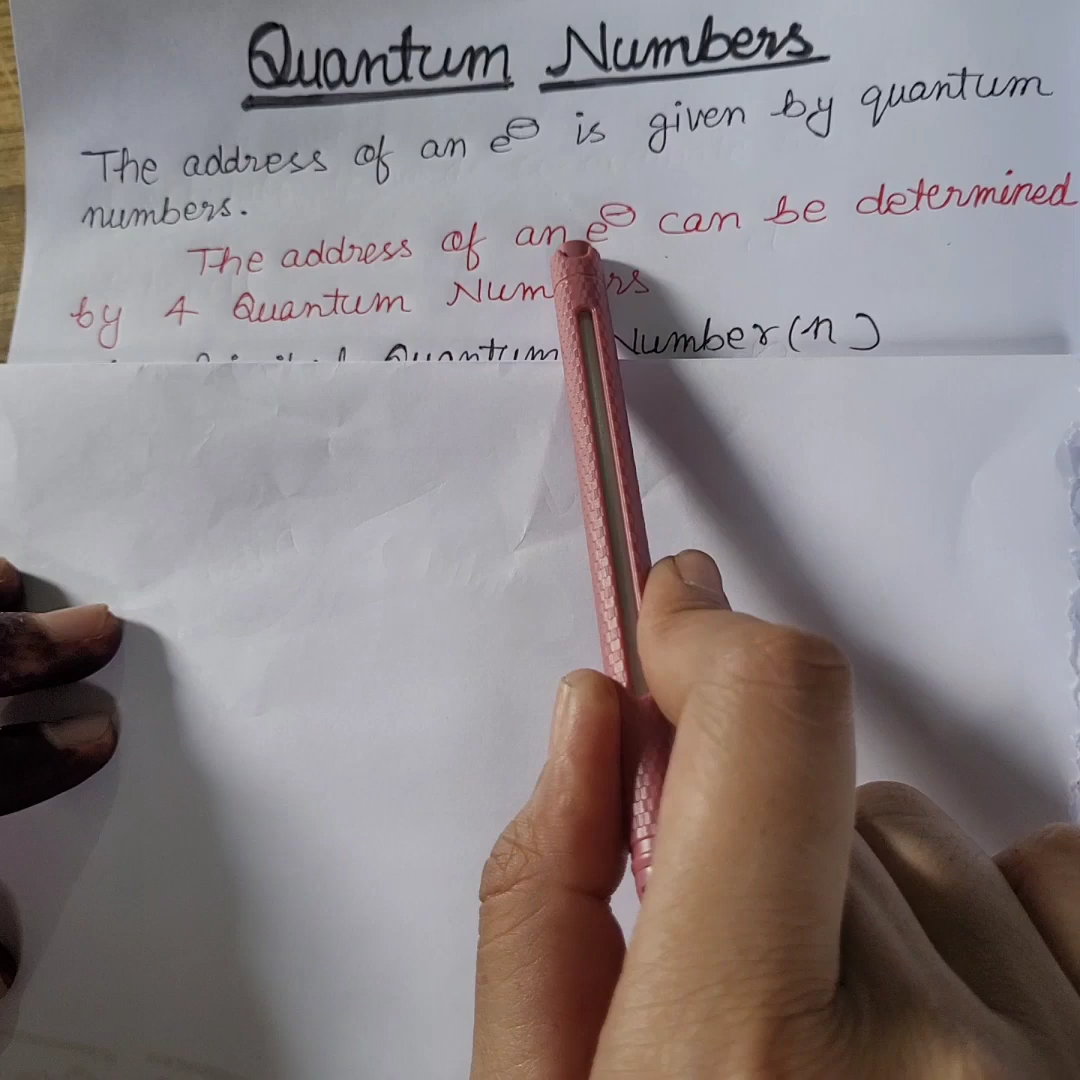 Quantum Numbers
The address of an e⊖ is given by quantum
numbers.
The address of an e⊖ can be determined
by 4 Quantum
Quantum Number (n)